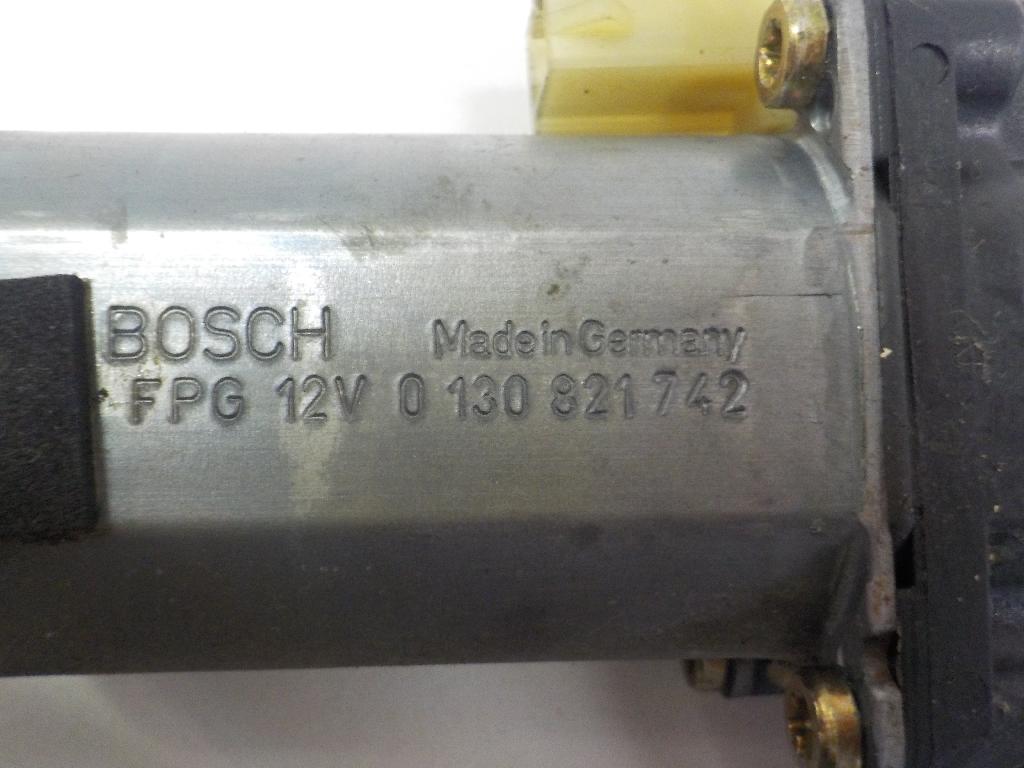 BOSCH Made in Germany
FPG 12V 0 130 821 742